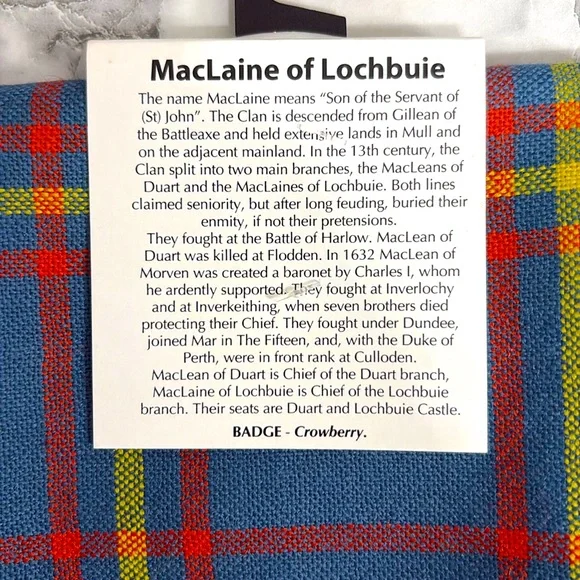 MacLaine of Lochbuie
The name MacLaine means “Son of the Servant of
(St) John”. The Clan is descended from Gillean of
the Battleaxe and held extensive lands in Mull and
on the adjacent mainland. In the 13th century, the
Clan split into two main branches, the MacLeans of
Duart and the MacLaines of Lochbuie. Both lines
claimed seniority, but after long feuding, buried their
enmity, if not their pretensions.
They fought at the Battle of Harlow. MacLean of
Duart was killed at Flodden. In 1632 MacLean of
Morven was created a baronet by Charles I, whom
he ardently supported. They fought at Inverlochy
and at Inverkeithing, when seven brothers died
protecting their Chief. They fought under Dundee,
joined Mar in The Fifteen, and, with the Duke of
Perth, were in front rank at Culloden.
MacLean of Duart is Chief of the Duart branch,
MacLaine of Lochbuie is Chief of the Lochbuie
branch. Their seats are Duart and Lochbuie Castle.
BADGE - Crowberry.